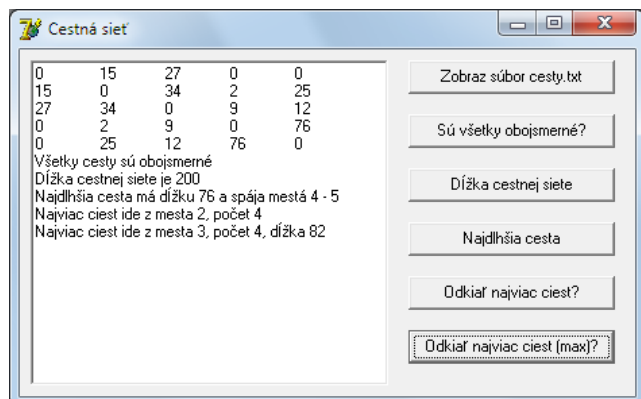 Cestná sieť
0 15 27 0 0
15 0 34 2 25
27 34 0 9 12
0 2 9 0 76
0 25 12 76 0
Všetky cesty sú obojsmerné
Dĺžka cestnej siete je 200
Najdlhšia cesta má dĺžku 76 a spája mestá 4 - 5
Najviac ciest ide z mesta 2, počet 4
Najviac ciest ide z mesta 3, počet 4, dĺžka 82
Zobraz súbor cesty.txt
Sú všetky obojsmerné?
Dĺžka cestnej siete
Najdlhšia cesta
Odkiaľ najviac ciest?
Odkiaľ najviac ciest (max)?